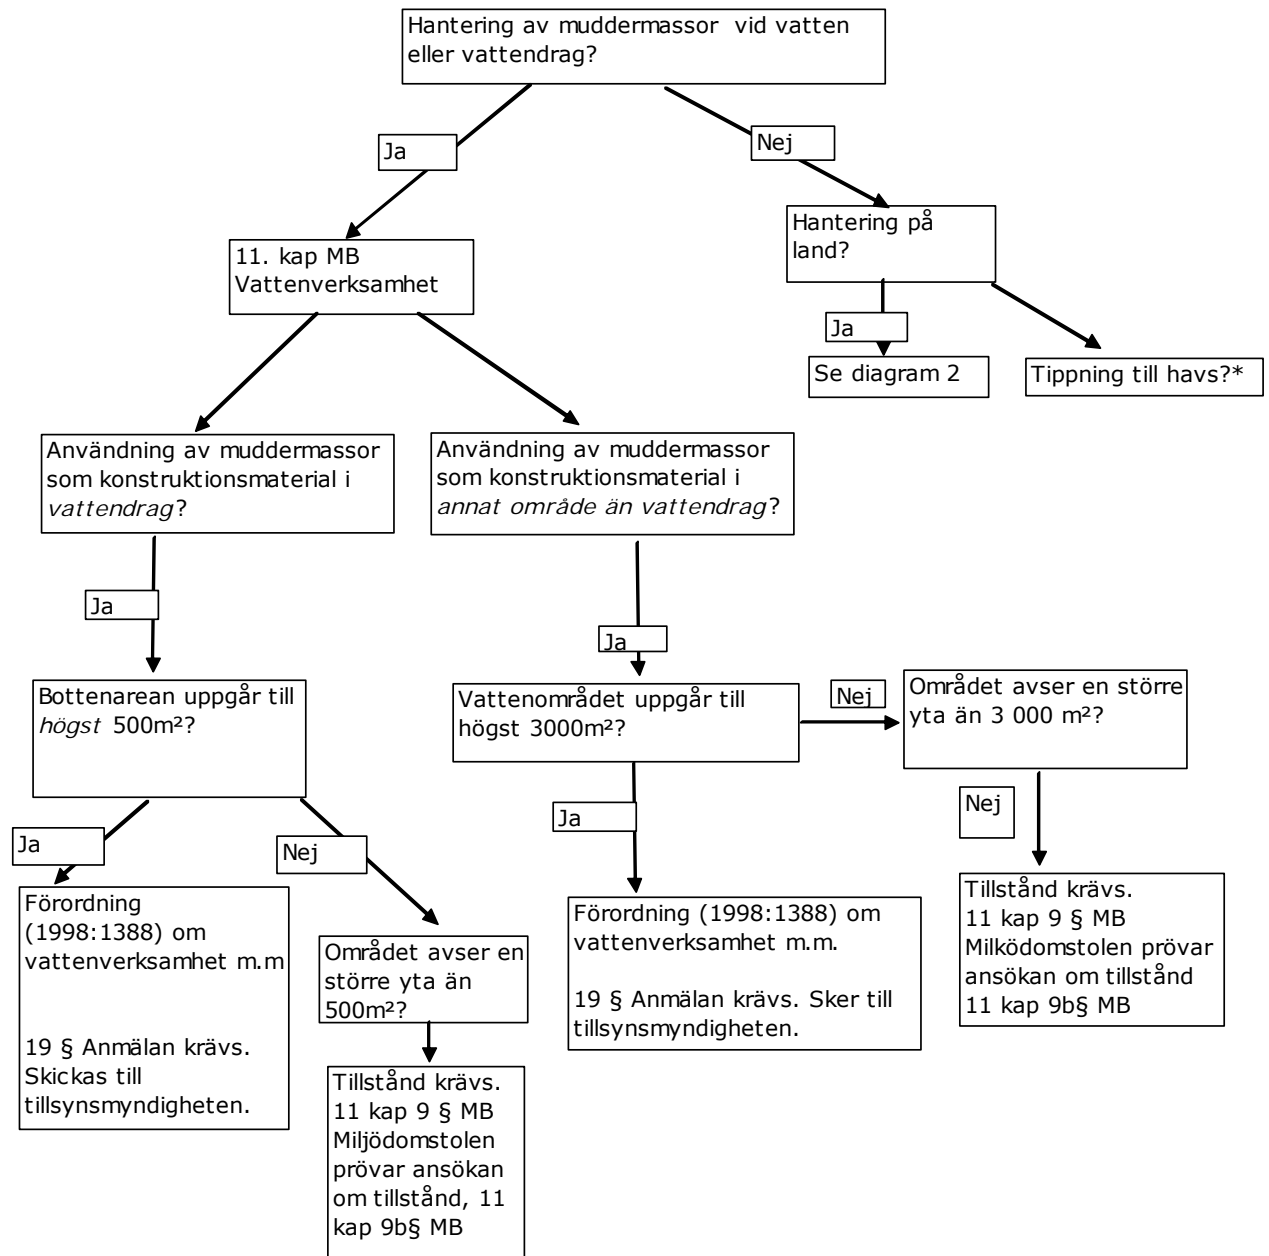 Hantering av muddermassor vid vatten
eller vattendrag?
Ja
Nej
11. kap MB
Vattenverksamhet
Hantering på
land?
Ja
Se diagram 2
Tippning till havs?*
Användning av muddermassor
som konstruktionsmaterial i
vattendrag?
Användning av muddermassor
som konstruktionsmaterial i
annat område än vattendrag?
Ja
Ja
Bottenarean uppgår till
högst 500m²?
Vattenområdet uppgår till
högst 3000m²?
Nej
Området avser en större
yta än 3 000 m²?
Ja
Nej
Ja
Nej
Förordning
(1998:1388) om
vattenverksamhet m.m
19 § Anmälan krävs.
Skickas till
tillsynsmyndigheten.
Området avser en
större yta än
500m²?
Tillstånd krävs.
11 kap 9 § MB
Miljödomstolen
prövar ansökan
om tillstånd, 11
kap 9b§ MB
Förordning (1998:1388) om
vattenverksamhet m.m.
19 § Anmälan krävs. Sker till
tillsynsmyndigheten.
Tillstånd krävs.
11 kap 9 § MB
Milködomstolen prövar
ansökan om tillstånd
11 kap 9b§ MB